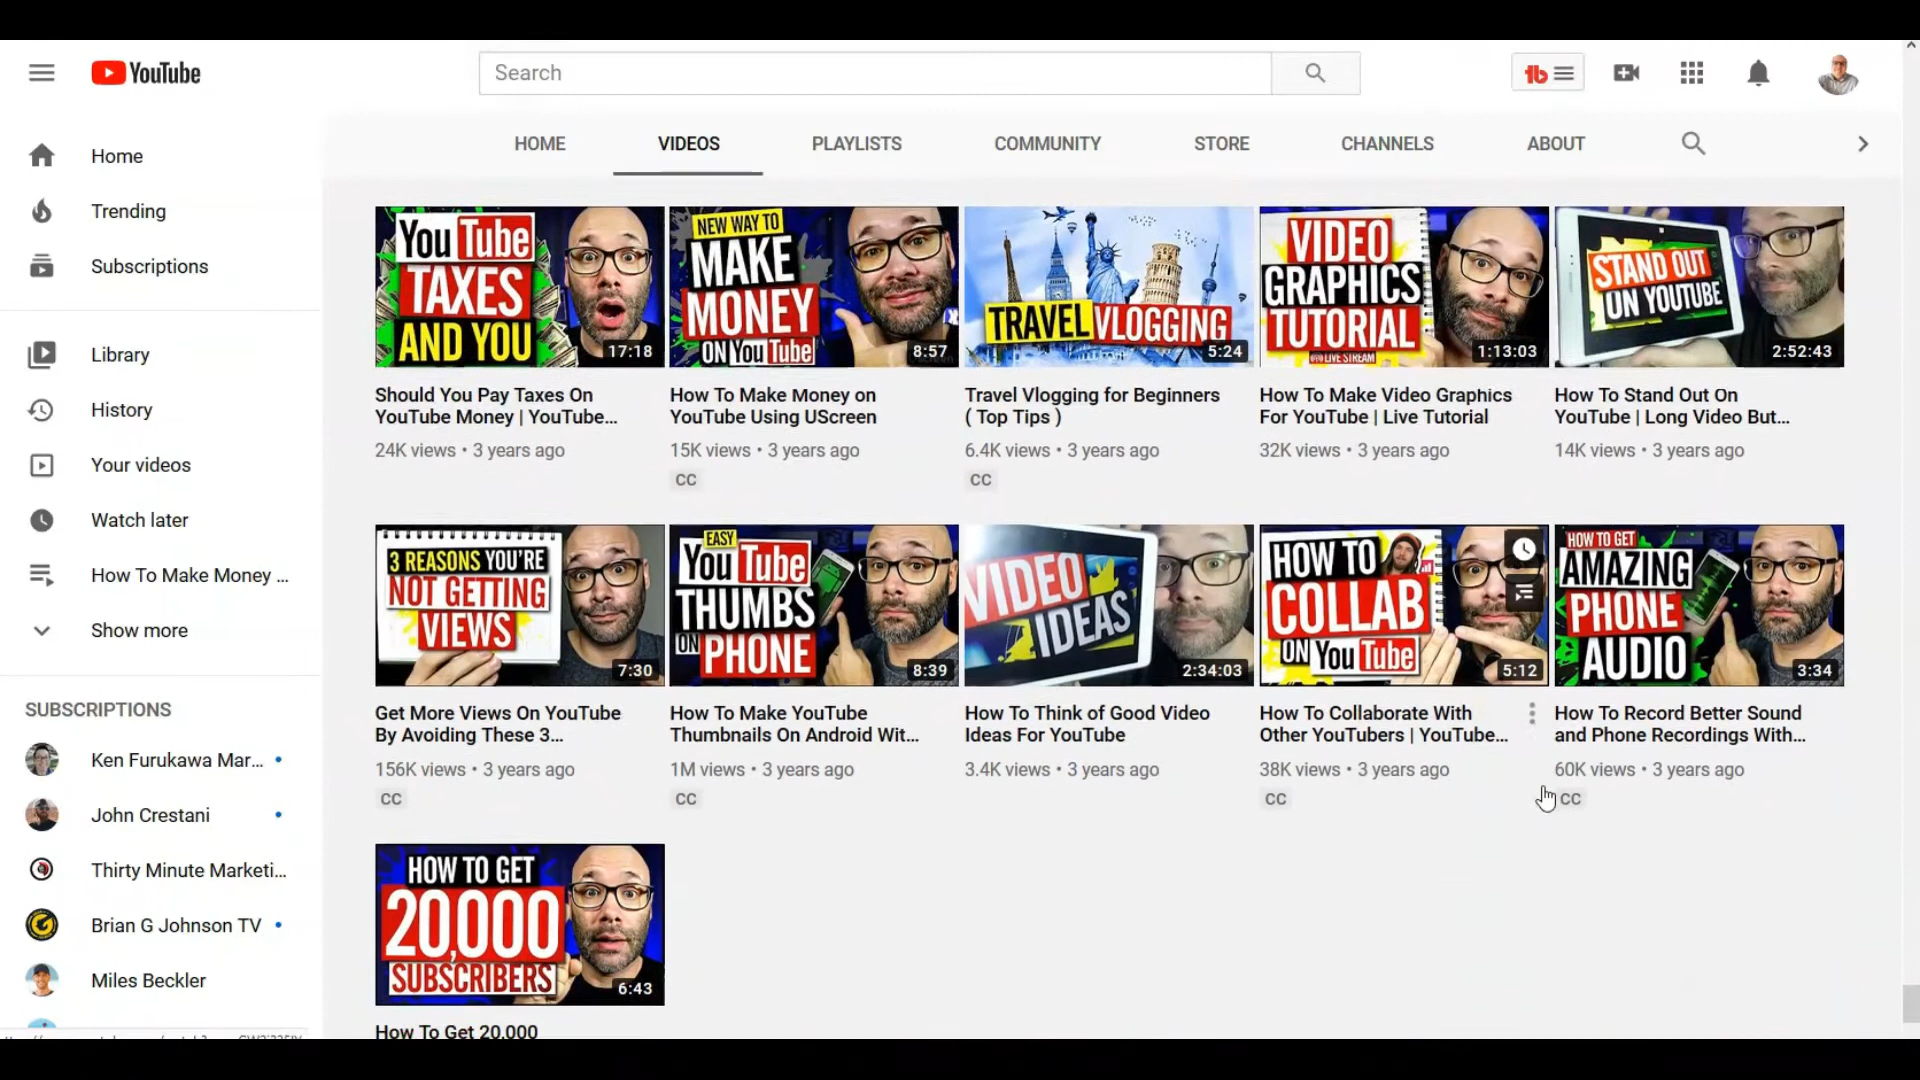 YouTube
Search
tb
HOME
VIDEOS
PLAYLISTS
COMMUNITY
STORE
CHANNELS
ABOUT
Home
Trending
Subscriptions
Library
History
Your videos
Watch later
How To Make Money ...
Show more
SUBSCRIPTIONS
Ken Furukawa Mar...
John Crestani
Thirty Minute Marketi...
Brian G Johnson TV
Miles Beckler
YouTube
TAXES
AND YOU
17:18
Should You Pay Taxes On
YouTube Money | YouTube...
24K views • 3 years ago
NEW WAY TO
MAKE
MONEY
ON YouTube
8:57
How To Make Money on
YouTube Using UScreen
15K views • 3 years ago
CC
TRAVEL VLOGGING
5:24
Travel Vlogging for Beginners
( Top Tips )
6.4K views • 3 years ago
CC
VIDEO
GRAPHICS
TUTORIAL
LIVE STREAM
1:13:03
How To Make Video Graphics
For YouTube | Live Tutorial
32K views • 3 years ago
STAND OUT
ON YOUTUBE
2:52:43
How To Stand Out On
YouTube | Long Video But...
14K views • 3 years ago
3 REASONS YOU'RE
NOT GETTING
VIEWS
7:30
Get More Views On YouTube
By Avoiding These 3...
156K views • 3 years ago
CC
EASY
YouTube
THUMBS
ON PHONE
8:39
How To Make YouTube
Thumbnails On Android Wit...
1M views • 3 years ago
CC
VIDEO
IDEAS
2:34:03
How To Think of Good Video
Ideas For YouTube
3.4K views • 3 years ago
HOW TO
COLLAB
ON YouTube
5:12
How To Collaborate With
Other YouTubers | YouTube...
38K views • 3 years ago
CC
HOW TO GET
AMAZING
PHONE
AUDIO
3:34
How To Record Better Sound
and Phone Recordings With...
60K views • 3 years ago
CC
HOW TO GET
20,000
SUBSCRIBERS
6:43
How To Get 20,000